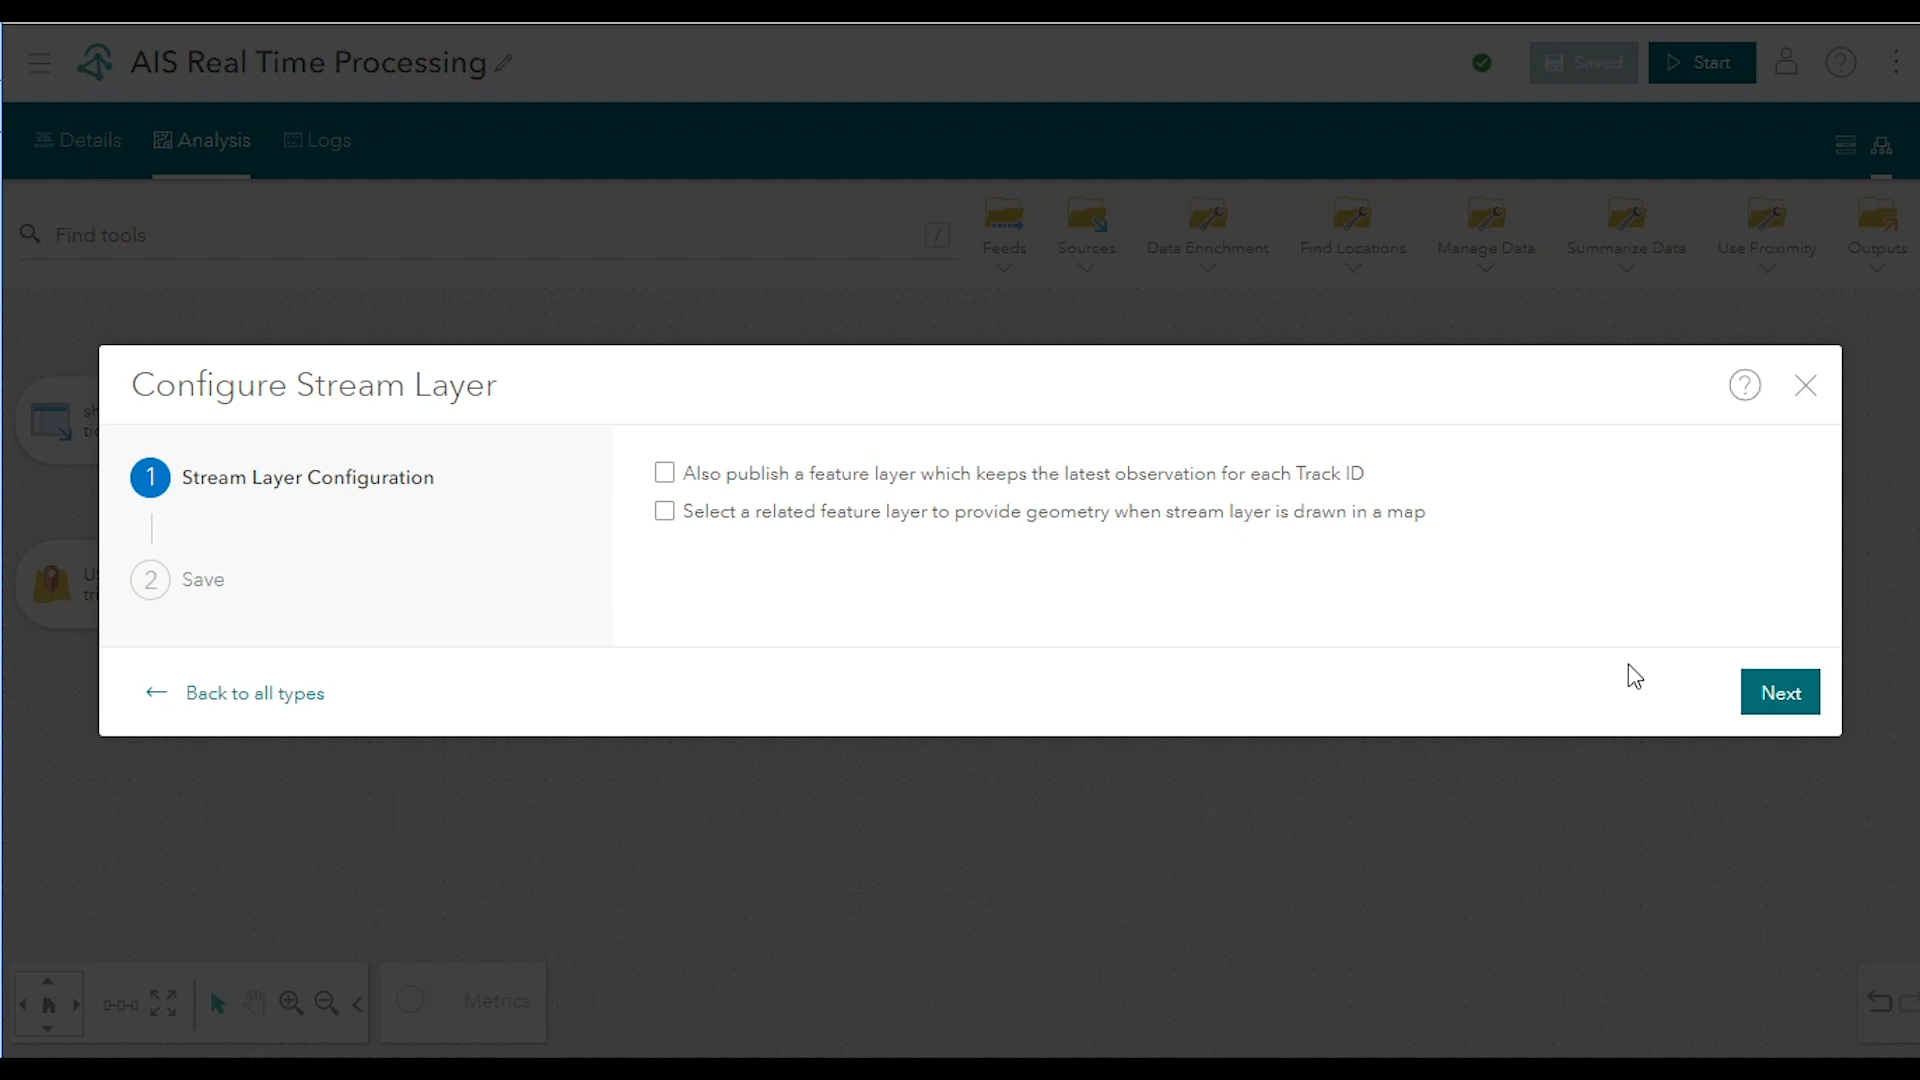 AIS Real Time Processing
Saved
Start
Details
Analysis
Logs
Find tools
/
Feeds
Sources
Data Enrichment
Find Locations
Manage Data
Summarize Data
Use Proximity
Outputs
Configure Stream Layer
?
1 Stream Layer Configuration
2 Save
Also publish a feature layer which keeps the latest observation for each Track ID
Select a related feature layer to provide geometry when stream layer is drawn in a map
← Back to all types
Next
Metrics